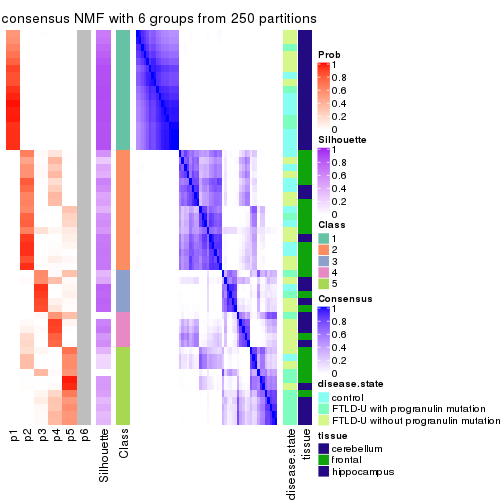 consensus NMF with 6 groups from 250 partitions
Prob
1
0.8
0.6
0.4
0.2
0
Silhouette
1
0.8
0.6
0.4
0.2
0
Class
1
2
3
4
5
Consensus
1
0.8
0.6
0.4
0.2
0
disease.state
control
FTLD-U with progranulin mutation
FTLD-U without progranulin mutation
tissue
cerebellum
frontal
hippocampus
p1
p2
p3
p4
p5
p6
Silhouette
Class
disease.state
tissue